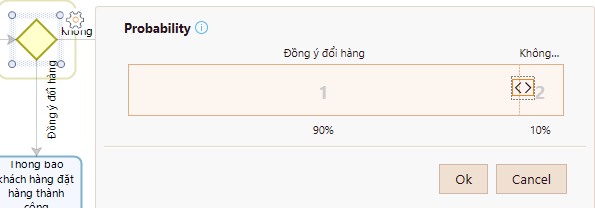 Không
Đồng ý đổi hàng
Thông báo
khách hàng đặt
hàng thành
công
Probability
Đồng ý đổi hàng Không...
1 2
90% 10%
Ok Cancel